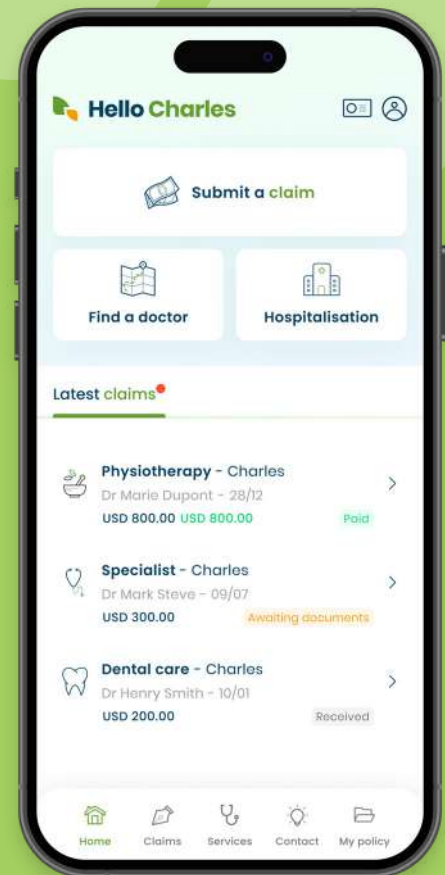 Hello Charles
Submit a claim
Find a doctor
Hospitalisation
Latest claims
Physiotherapy - Charles
Dr Marie Dupont - 28/12
USD 800.00 USD 800.00
Paid
Specialist - Charles
Dr Mark Steve - 09/07
USD 300.00
Awaiting documents
Dental care - Charles
Dr Henry Smith - 10/01
USD 200.00
Received
Home
Claims
Services
Contact
My policy